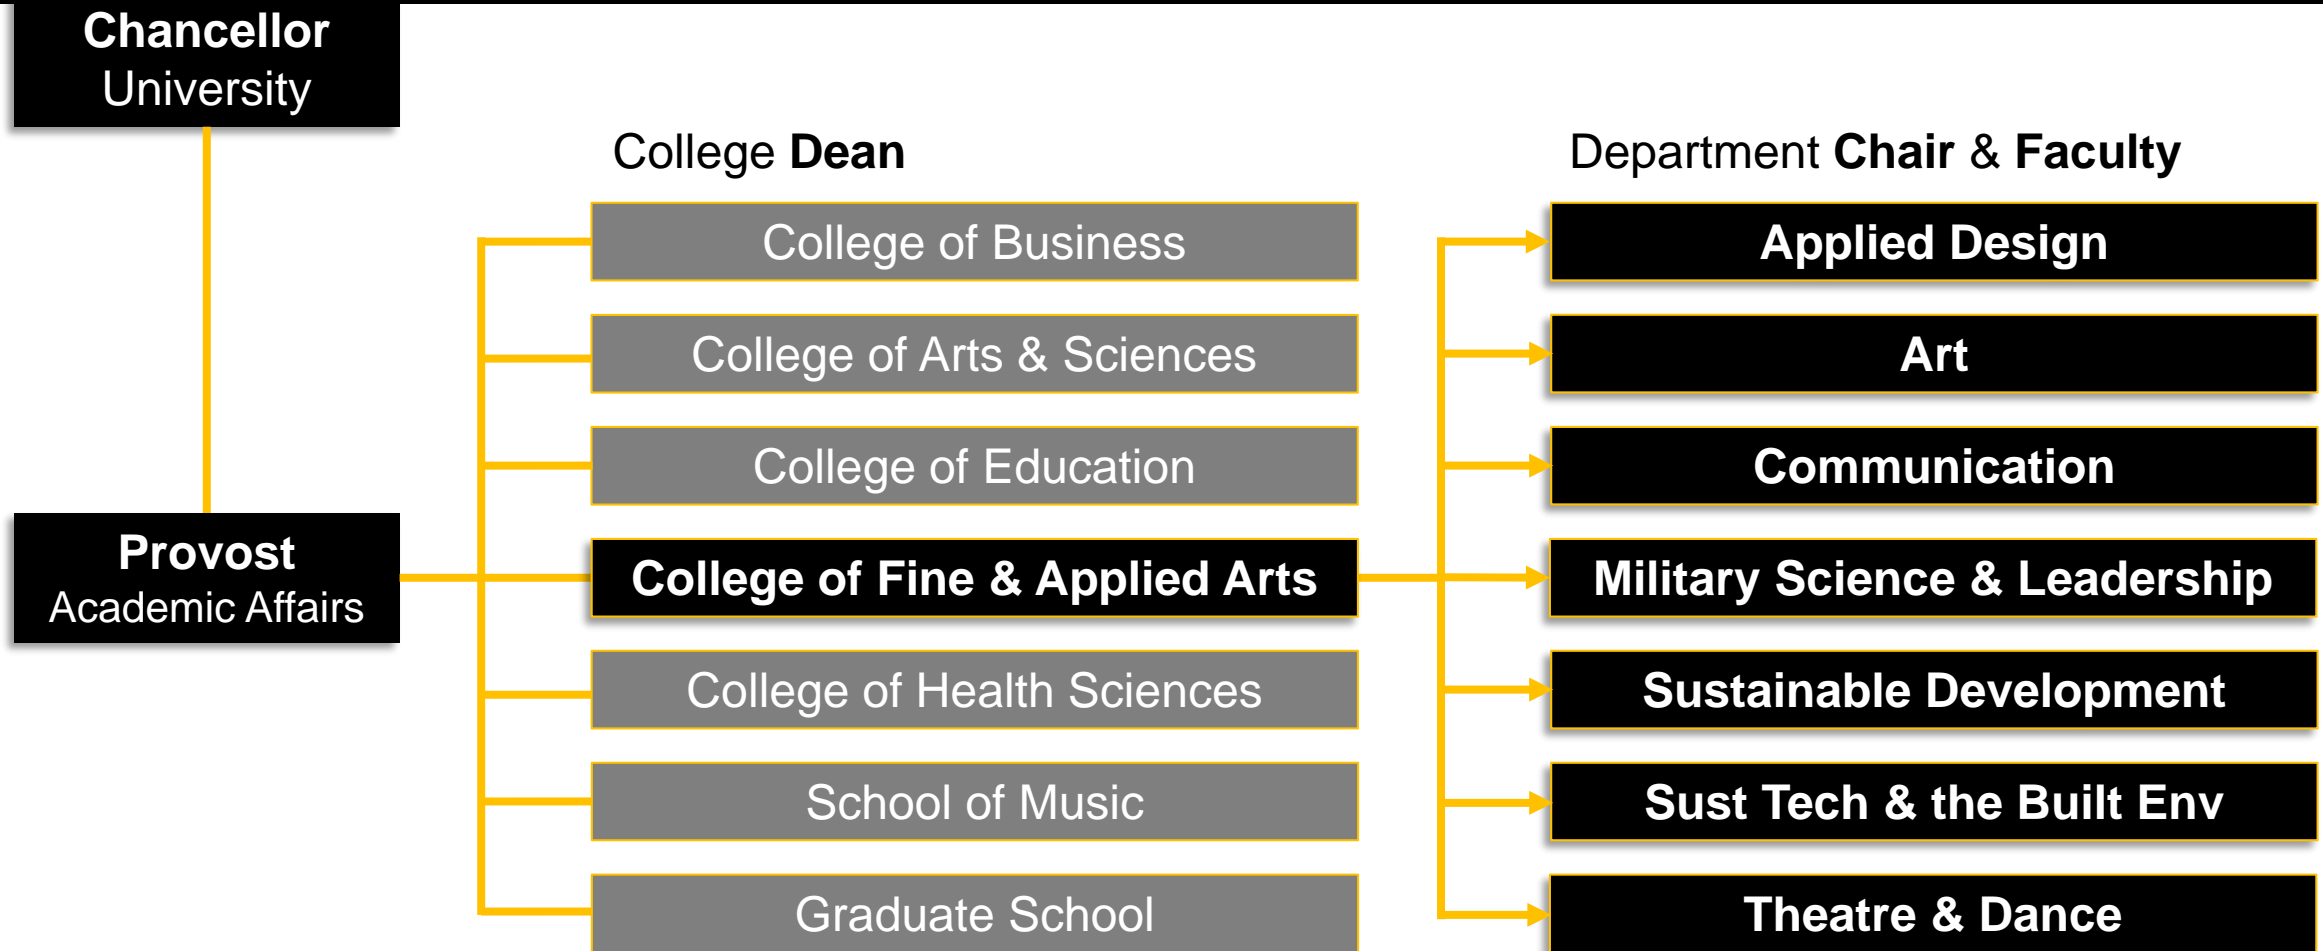 Chancellor
University
Provost
Academic Affairs
College Dean
College of Business
College of Arts & Sciences
College of Education
College of Fine & Applied Arts
College of Health Sciences
School of Music
Graduate School
Department Chair & Faculty
Applied Design
Art
Communication
Military Science & Leadership
Sustainable Development
Sust Tech & the Built Env
Theatre & Dance